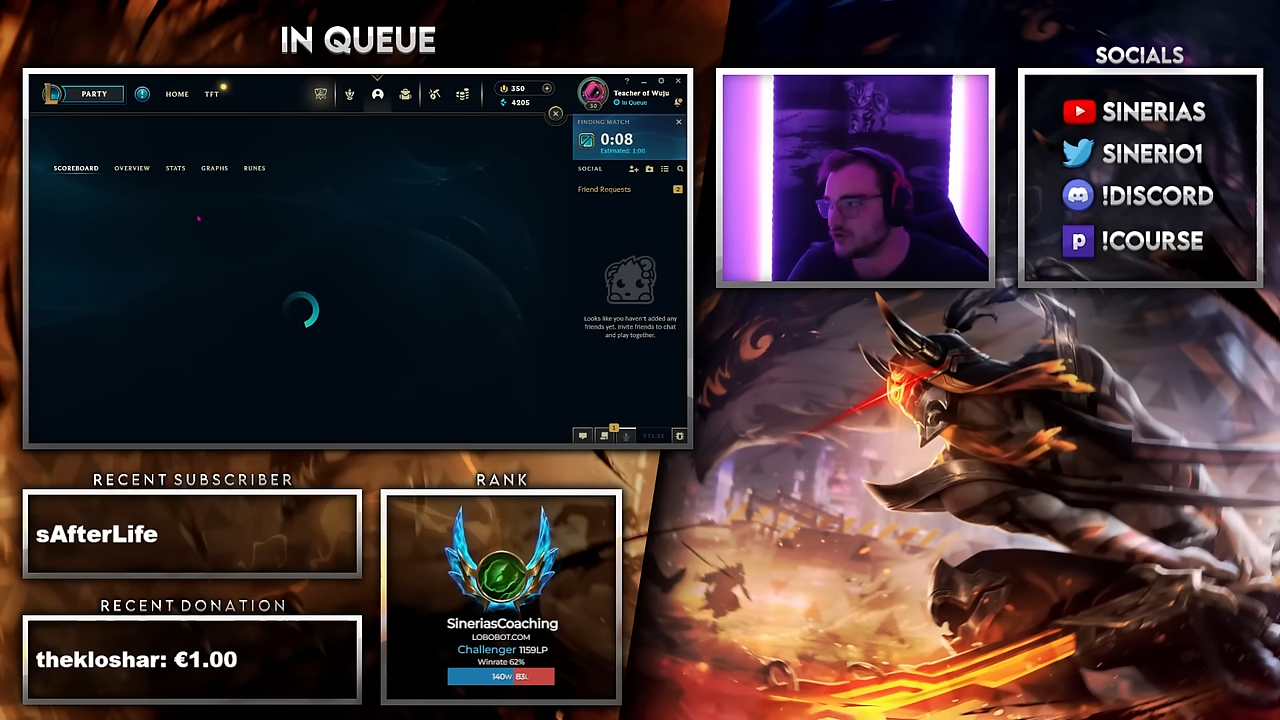 IN QUEUE
PARTY
HOME
TFT
350
4205
?
Teacher of Wuju
In Queue
30
FINDING MATCH
0:08
Estimated: 1:06
SCOREBOARD
OVERVIEW
STATS
GRAPHS
RUNES
SOCIAL
Friend Requests
2
Looks like you haven't added any
friends yet. Invite friends to chat
and play together.
1
SOCIALS
SINERIAS
SINERIO1
!DISCORD
!COURSE
RECENT SUBSCRIBER
sAfterLife
RECENT DONATION
thekloshar: €1.00
RANK
SineriasCoaching
LOBOBOT.COM
Challenger 1159LP
Winrate 62%
140W 83L